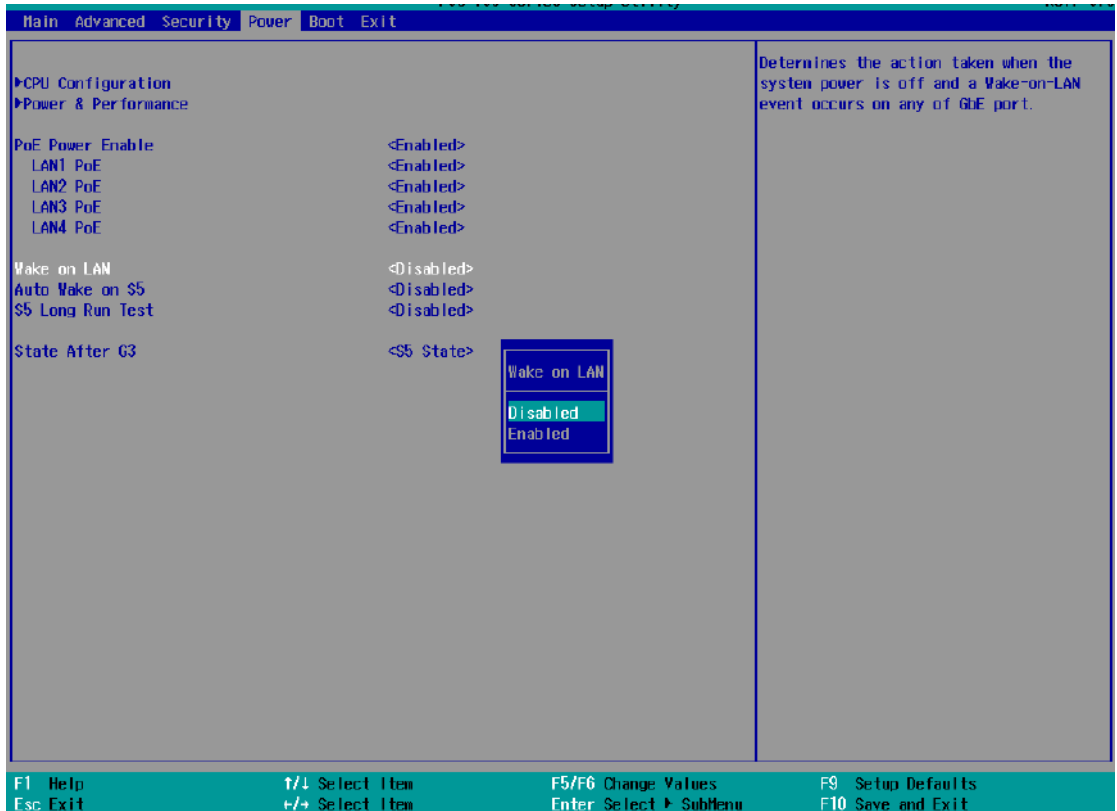 Main Advanced Security Power Boot Exit
▶CPU Configuration
▶Power & Performance
PoE Power Enable <Enabled>
LAN1 PoE <Enabled>
LAN2 PoE <Enabled>
LAN3 PoE <Enabled>
LAN4 PoE <Enabled>
Wake on LAN <Disabled>
Auto Wake on S5 <Disabled>
S5 Long Run Test <Disabled>
State After G3 <S5 State>
Wake on LAN
Disabled
Enabled
Determines the action taken when the
system power is off and a Wake-on-LAN
event occurs on any of GbE port.
F1 Help ↑/↓ Select Item F5/F6 Change Values F9 Setup Defaults
Esc Exit ←/→ Select Item Enter Select ▶ SubMenu F10 Save and Exit